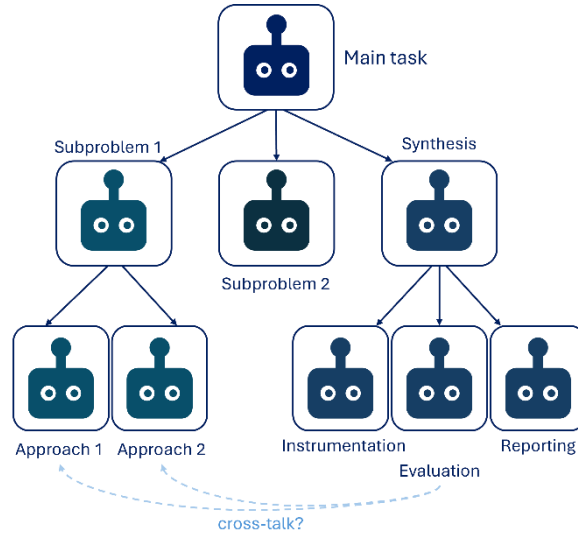 Main task
Subproblem 1
Synthesis
Subproblem 2
Approach 1
Approach 2
Instrumentation
Evaluation
Reporting
cross-talk?